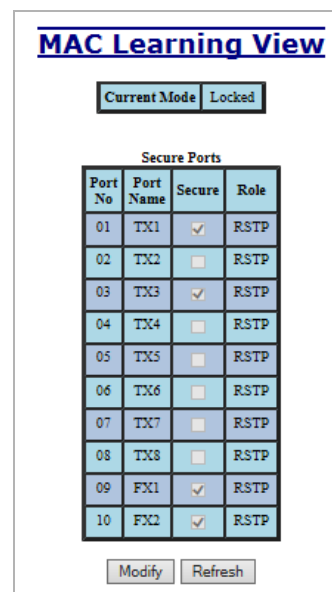 MAC Learning View
Current Mode Locked
Secure Ports
Port No Port Name Secure Role
01 TX1 RSTP
02 TX2 RSTP
03 TX3 RSTP
04 TX4 RSTP
05 TX5 RSTP
06 TX6 RSTP
07 TX7 RSTP
08 TX8 RSTP
09 FX1 RSTP
10 FX2 RSTP
Modify Refresh